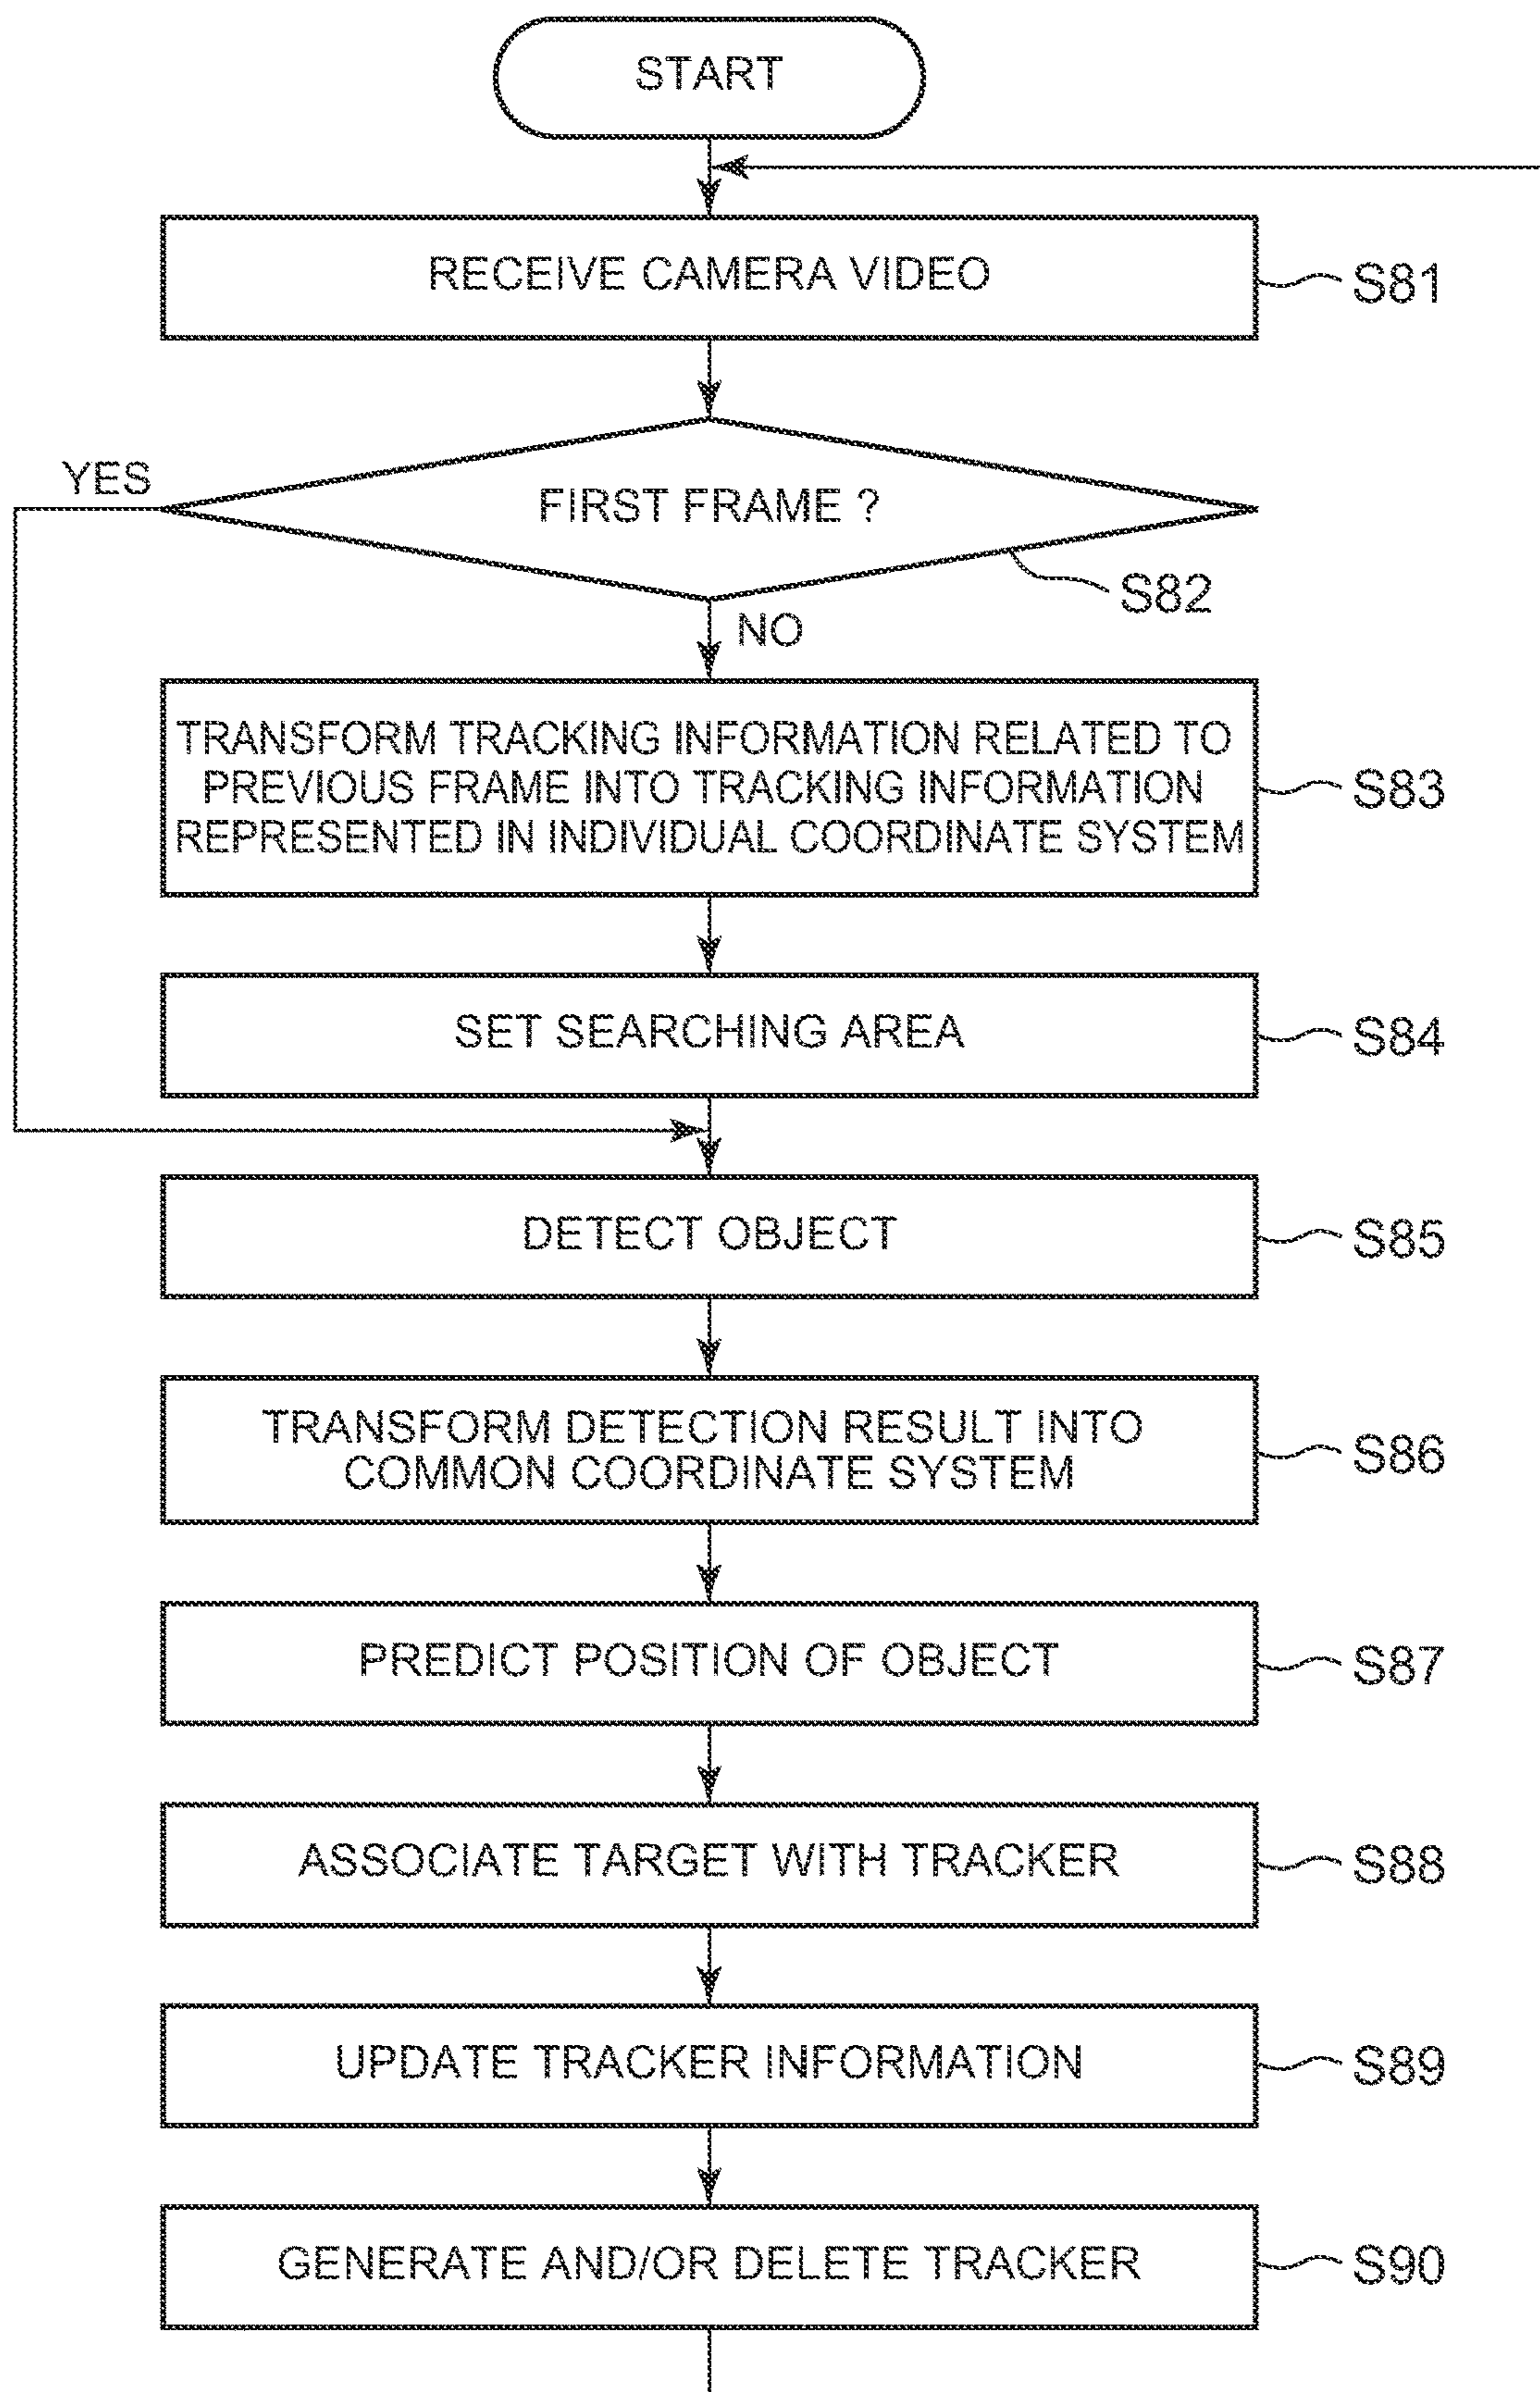 START
RECEIVE CAMERA VIDEO
S81
YES
FIRST FRAME ?
S82
NO
TRANSFORM TRACKING INFORMATION RELATED TO
PREVIOUS FRAME INTO TRACKING INFORMATION
REPRESENTED IN INDIVIDUAL COORDINATE SYSTEM
S83
SET SEARCHING AREA
S84
DETECT OBJECT
S85
TRANSFORM DETECTION RESULT INTO
COMMON COORDINATE SYSTEM
S86
PREDICT POSITION OF OBJECT
S87
ASSOCIATE TARGET WITH TRACKER
S88
UPDATE TRACKER INFORMATION
S89
GENERATE AND/OR DELETE TRACKER
S90